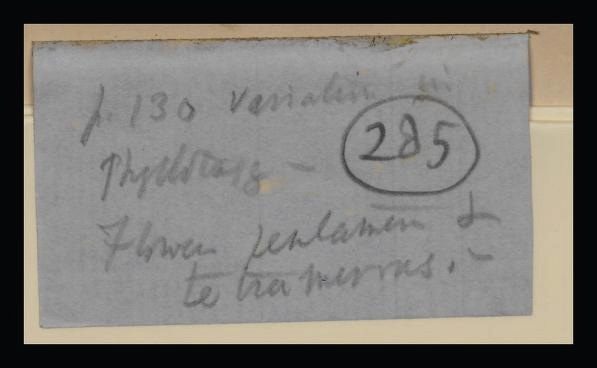 p. 130 Variation in
Phyllotaxy —
285
Flowers pentamerous &
tetramerous. —